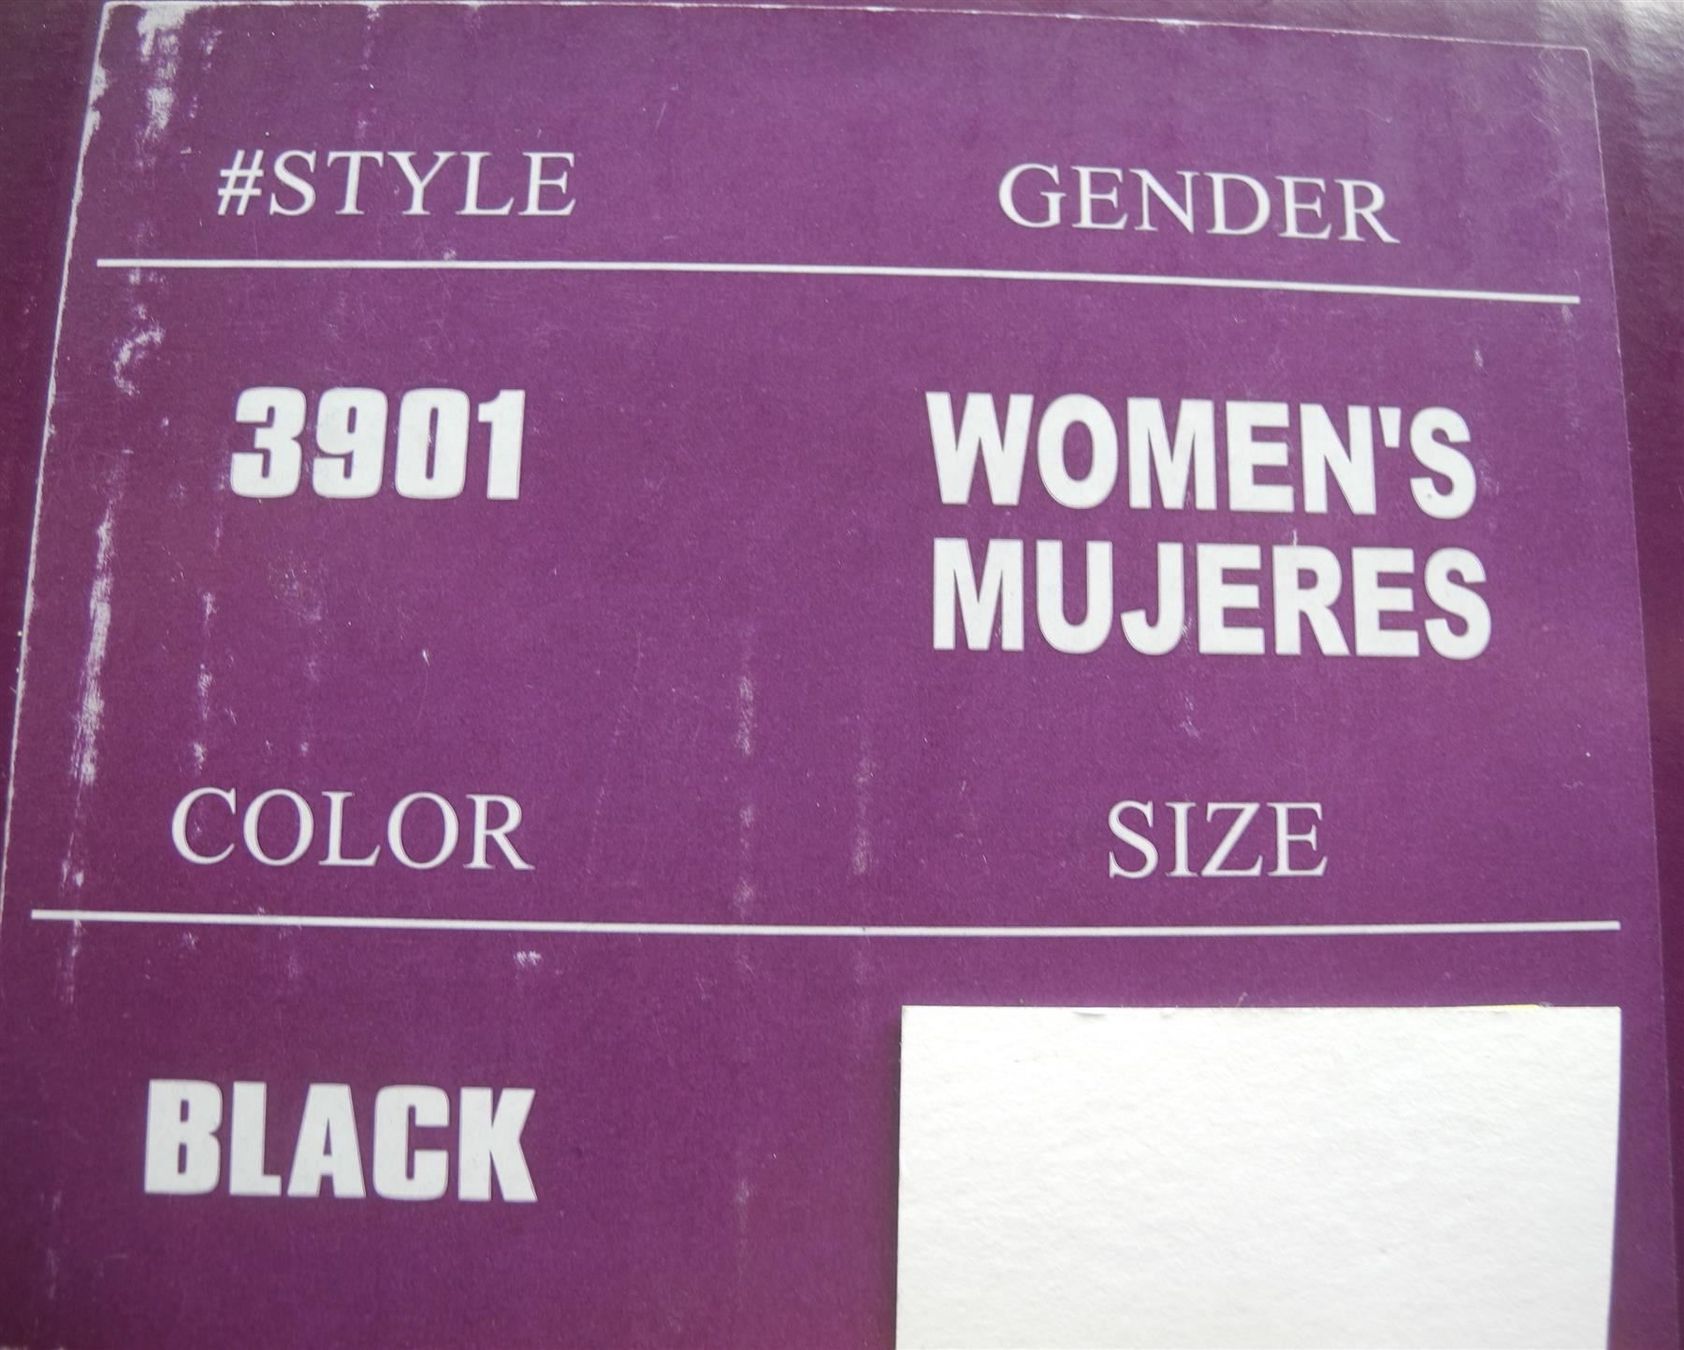 #STYLE GENDER
3901 WOMEN'S
MUJERES
COLOR SIZE
BLACK